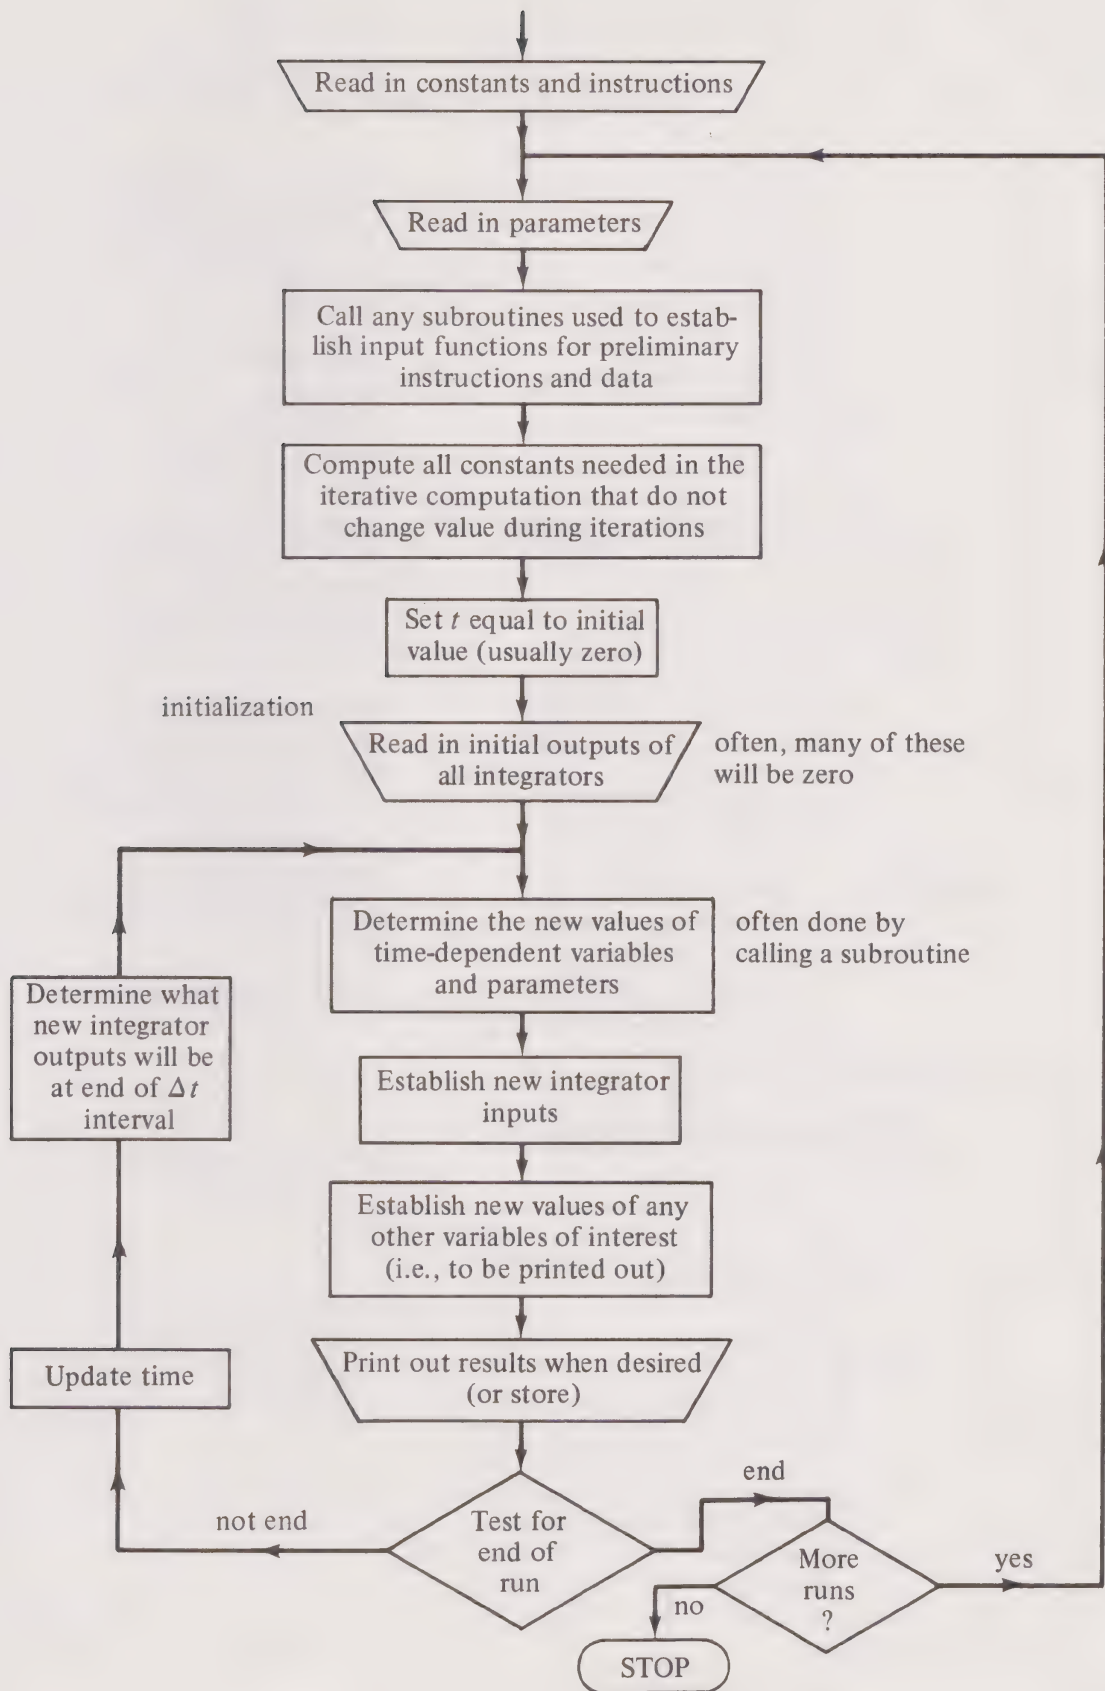 Read in constants and instructions
Read in parameters
Call any subroutines used to estab-
lish input functions for preliminary
instructions and data
Compute all constants needed in the
iterative computation that do not
change value during iterations
Set t equal to initial
value (usually zero)
initialization
Read in initial outputs of
all integrators
often, many of these
will be zero
Determine the new values of
time-dependent variables
and parameters
often done by
calling a subroutine
Determine what
new integrator
outputs will be
at end of Δt
interval
Establish new integrator
inputs
Establish new values of any
other variables of interest
(i.e., to be printed out)
Update time
Print out results when desired
(or store)
not end
Test for
end of
run
end
More
runs
?
yes
no
STOP